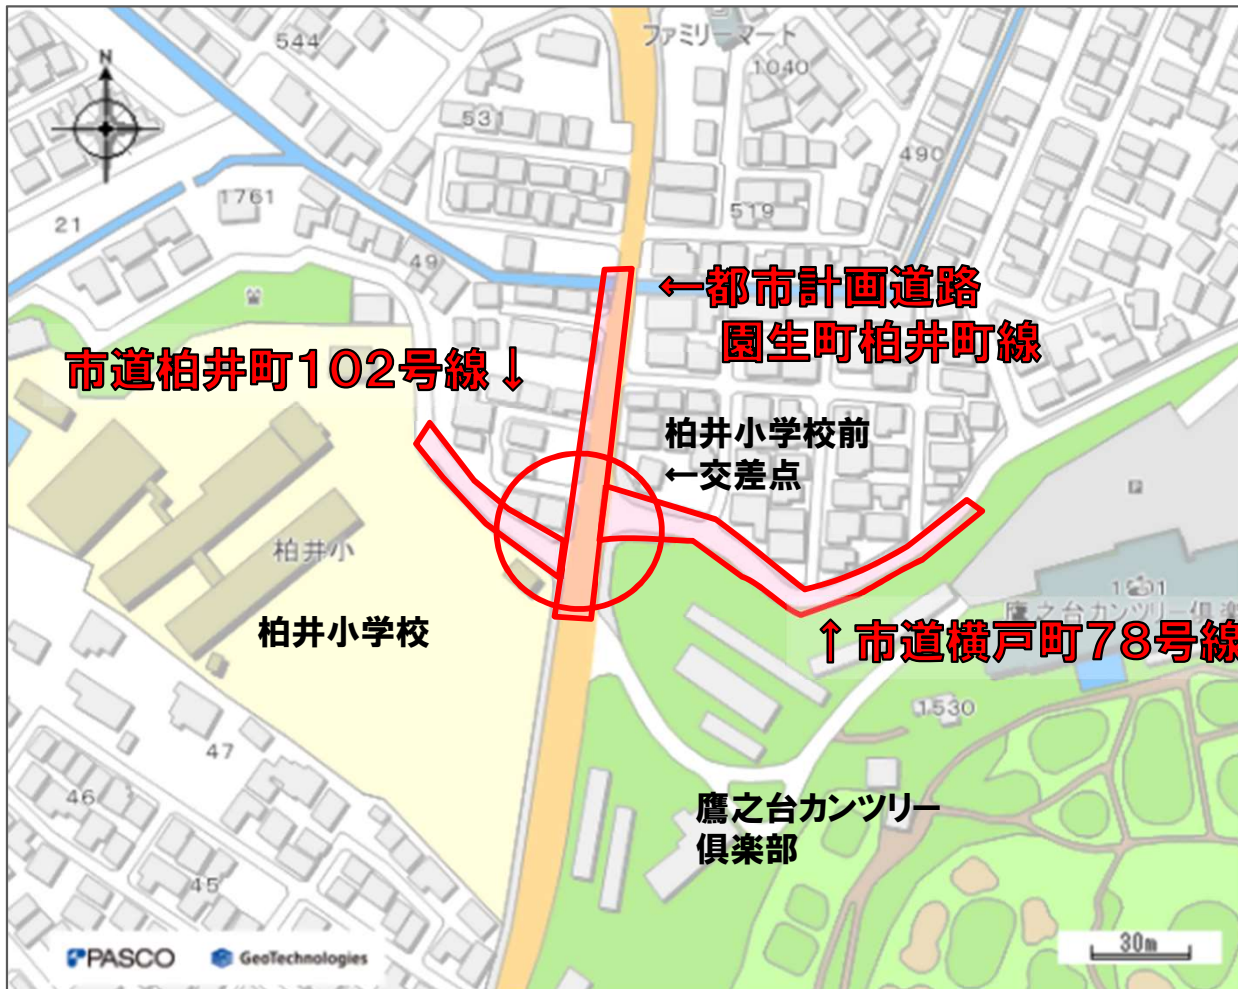 ファミリーマート
544
N
1040
531
490
1761
519
21
49
←都市計画道路
園生町柏井町線
市道柏井町102号線↓
柏井小学校前
←交差点
柏井小
柏井小学校
鷹之台カンツリー倶楽
↑市道横戸町78号線
1530
47
46
鷹之台カンツリー
倶楽部
45
30m
PASCO
GeoTechnologies